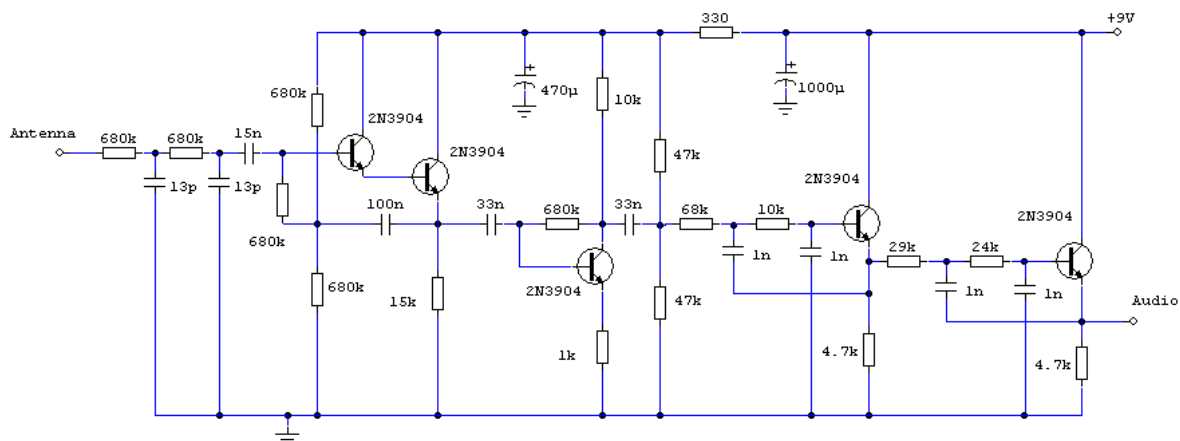 330
+9V
680k
470µ
10k
1000µ
2N3904
Antenna
680k
680k
15n
2N3904
47k
13p
13p
2N3904
100n
33n
680k
33n
68k
10k
2N3904
680k
29k
24k
1n
1n
680k
15k
2N3904
47k
1n
1n
Audio
1k
4.7k
4.7k